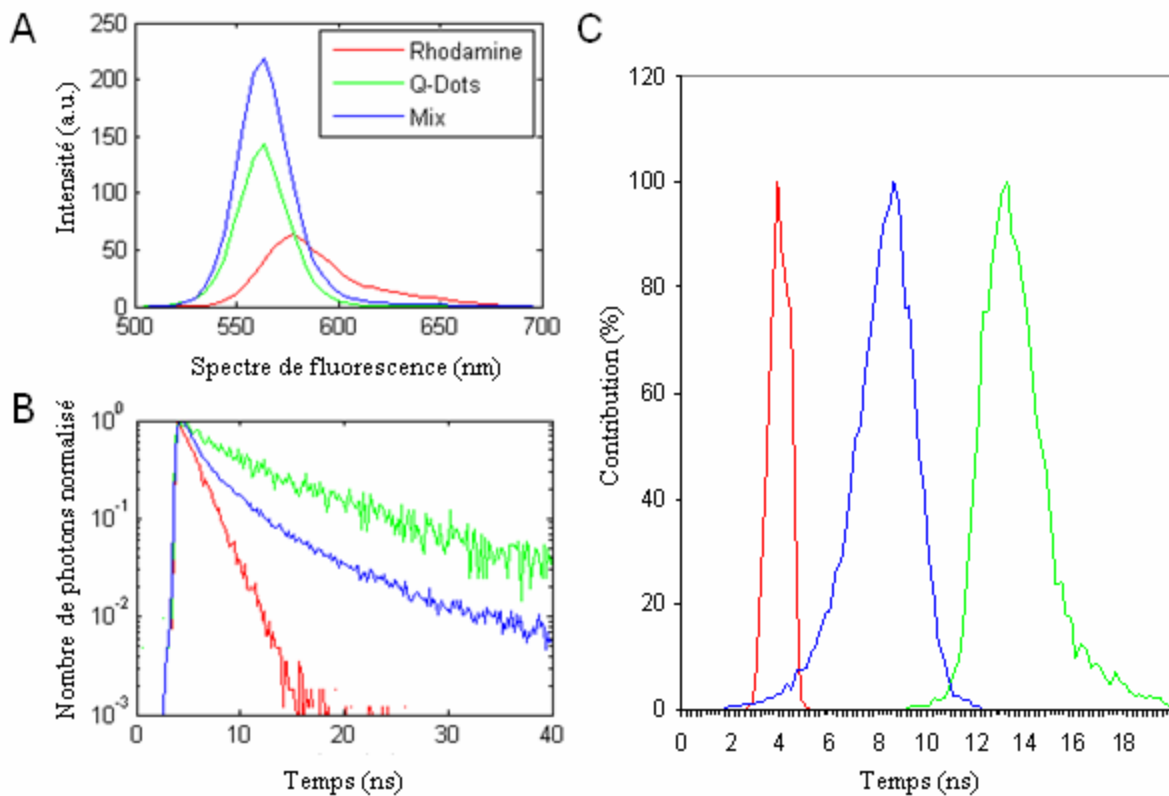 A
Intensité (a.u.)
250
200
150
100
50
0
Rhodamine
Q-Dots
Mix
500
550
600
650
700
Spectre de fluorescence (nm)
B
Nombre de photons normalisé
10⁰
10⁻¹
10⁻²
10⁻³
0
10
20
30
40
Temps (ns)
C
Contribution (%)
120
100
80
60
40
20
0
0 2 4 6 8 10 12 14 16 18
Temps (ns)